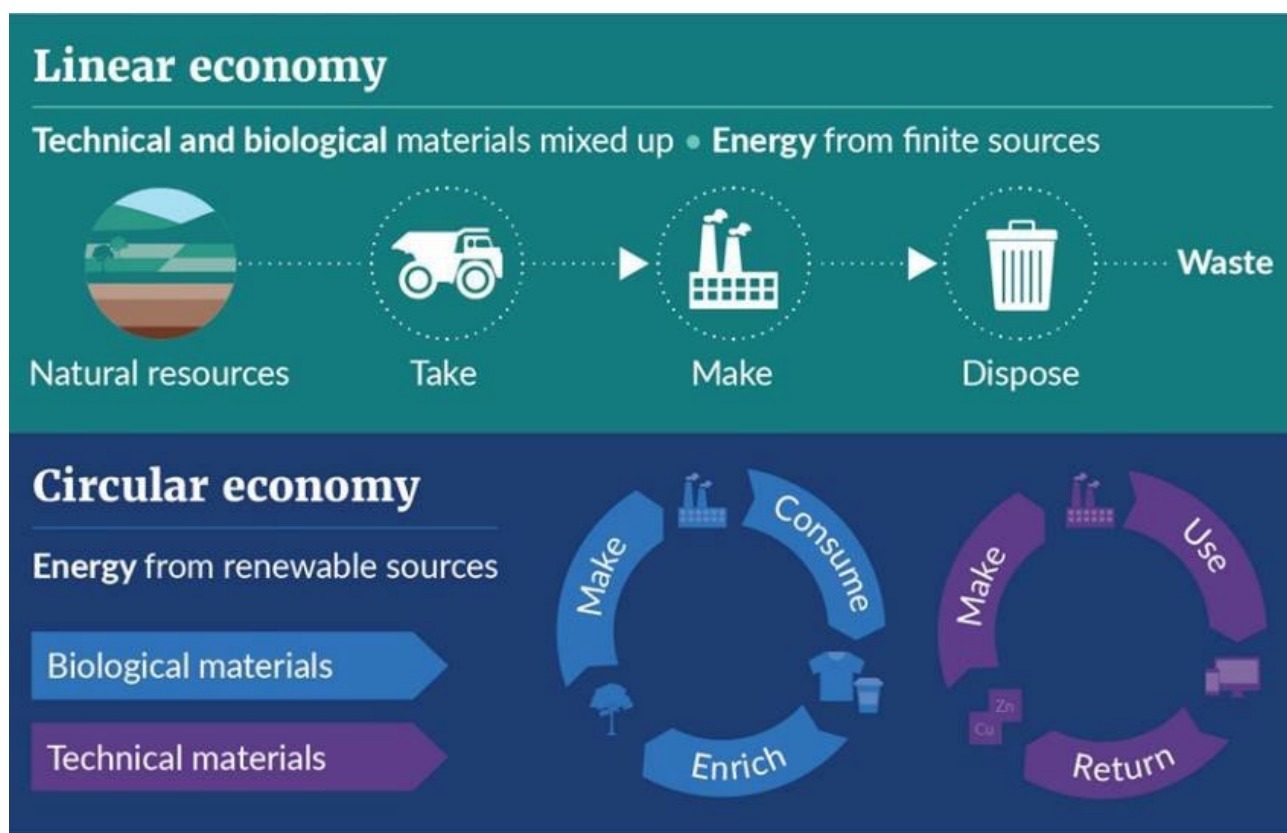 Linear economy
Technical and biological materials mixed up • Energy from finite sources
Waste
Natural resources
Take
Make
Dispose
Circular economy
Energy from renewable sources
Biological materials
Technical materials
Make
Consume
Enrich
Make
Use
Zn
Cu
Return